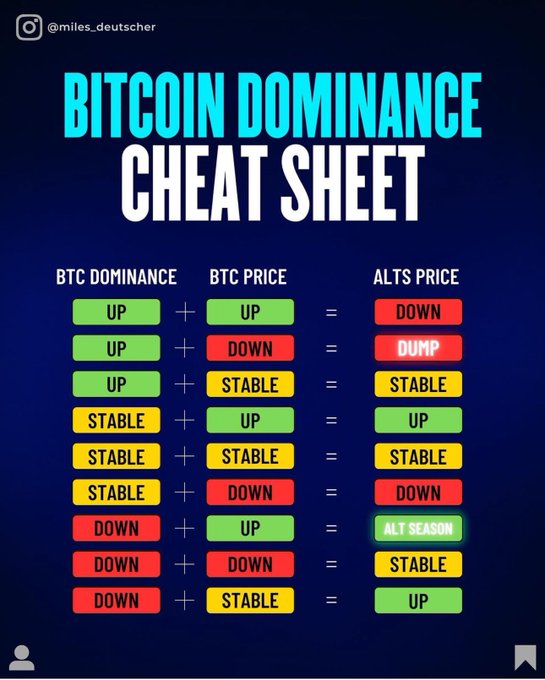 @miles_deutscher
BITCOIN DOMINANCE
CHEAT SHEET
BTC DOMINANCE BTC PRICE ALTS PRICE
UP + UP = DOWN
UP + DOWN = DUMP
UP + STABLE = STABLE
STABLE + UP = UP
STABLE + STABLE = STABLE
STABLE + DOWN = DOWN
DOWN + UP = ALT SEASON
DOWN + DOWN = STABLE
DOWN + STABLE = UP